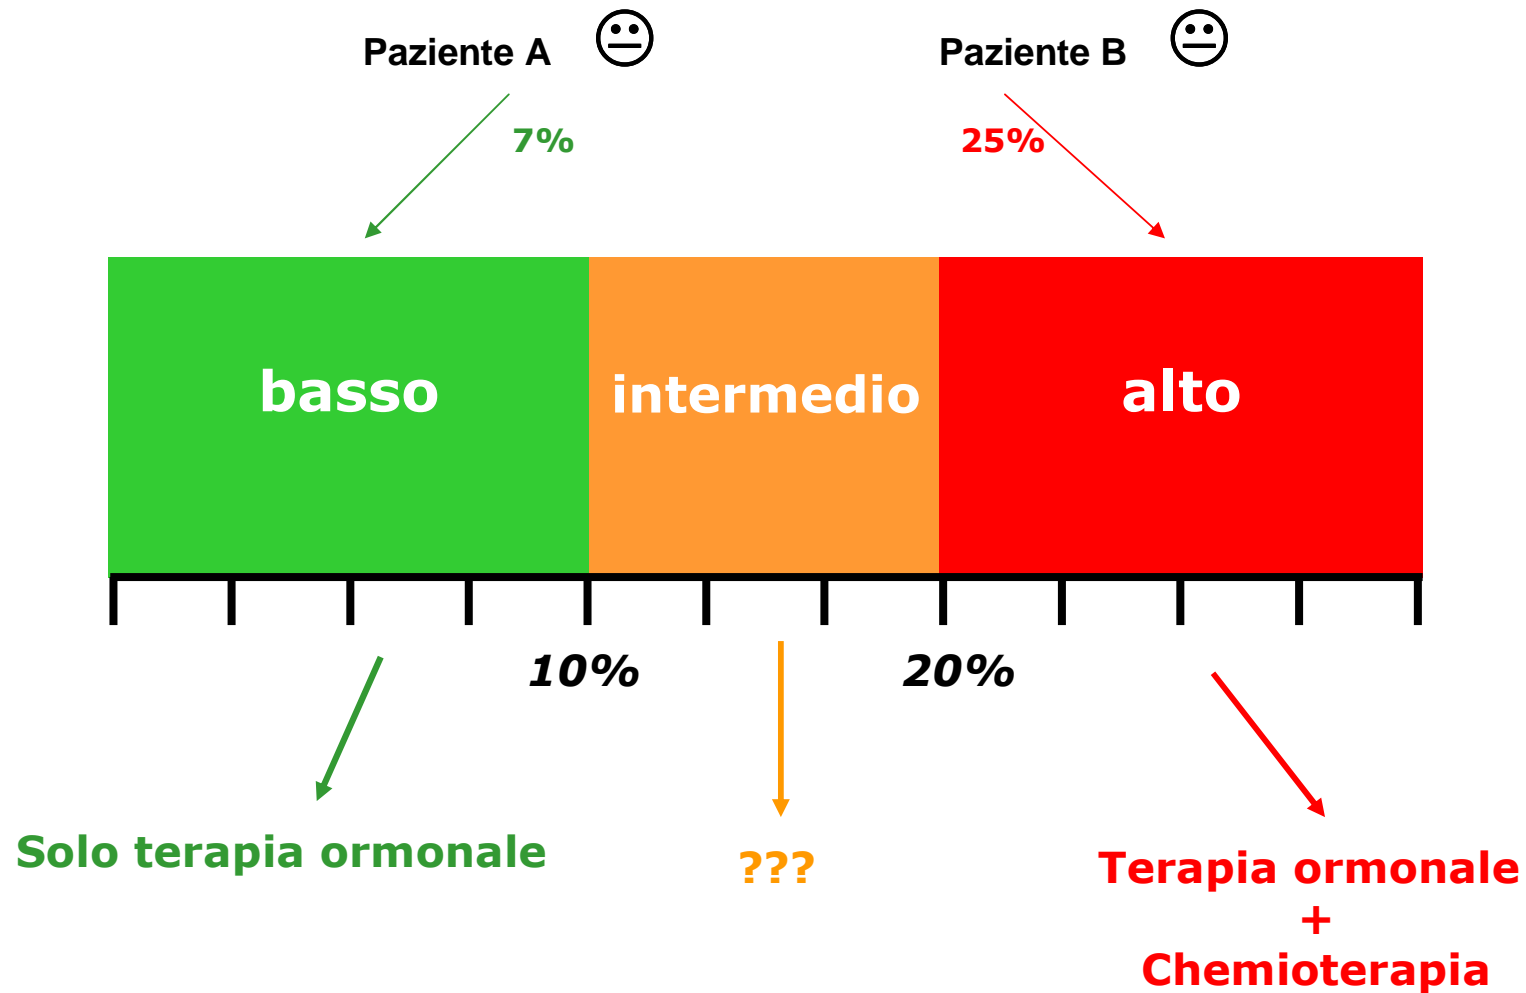 Paziente A
Paziente B
7%
25%
basso
intermedio
alto
10%
20%
Solo terapia ormonale
???
Terapia ormonale
+
Chemioterapia